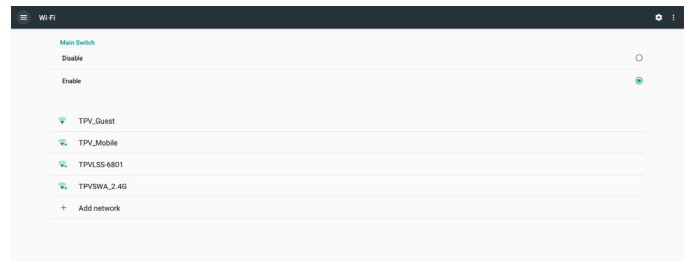 Wi-Fi
Main Switch
Disable
Enable
TPV_Guest
TPV_Mobile
TPVLSS-6801
TPVSWA_2.4G
Add network